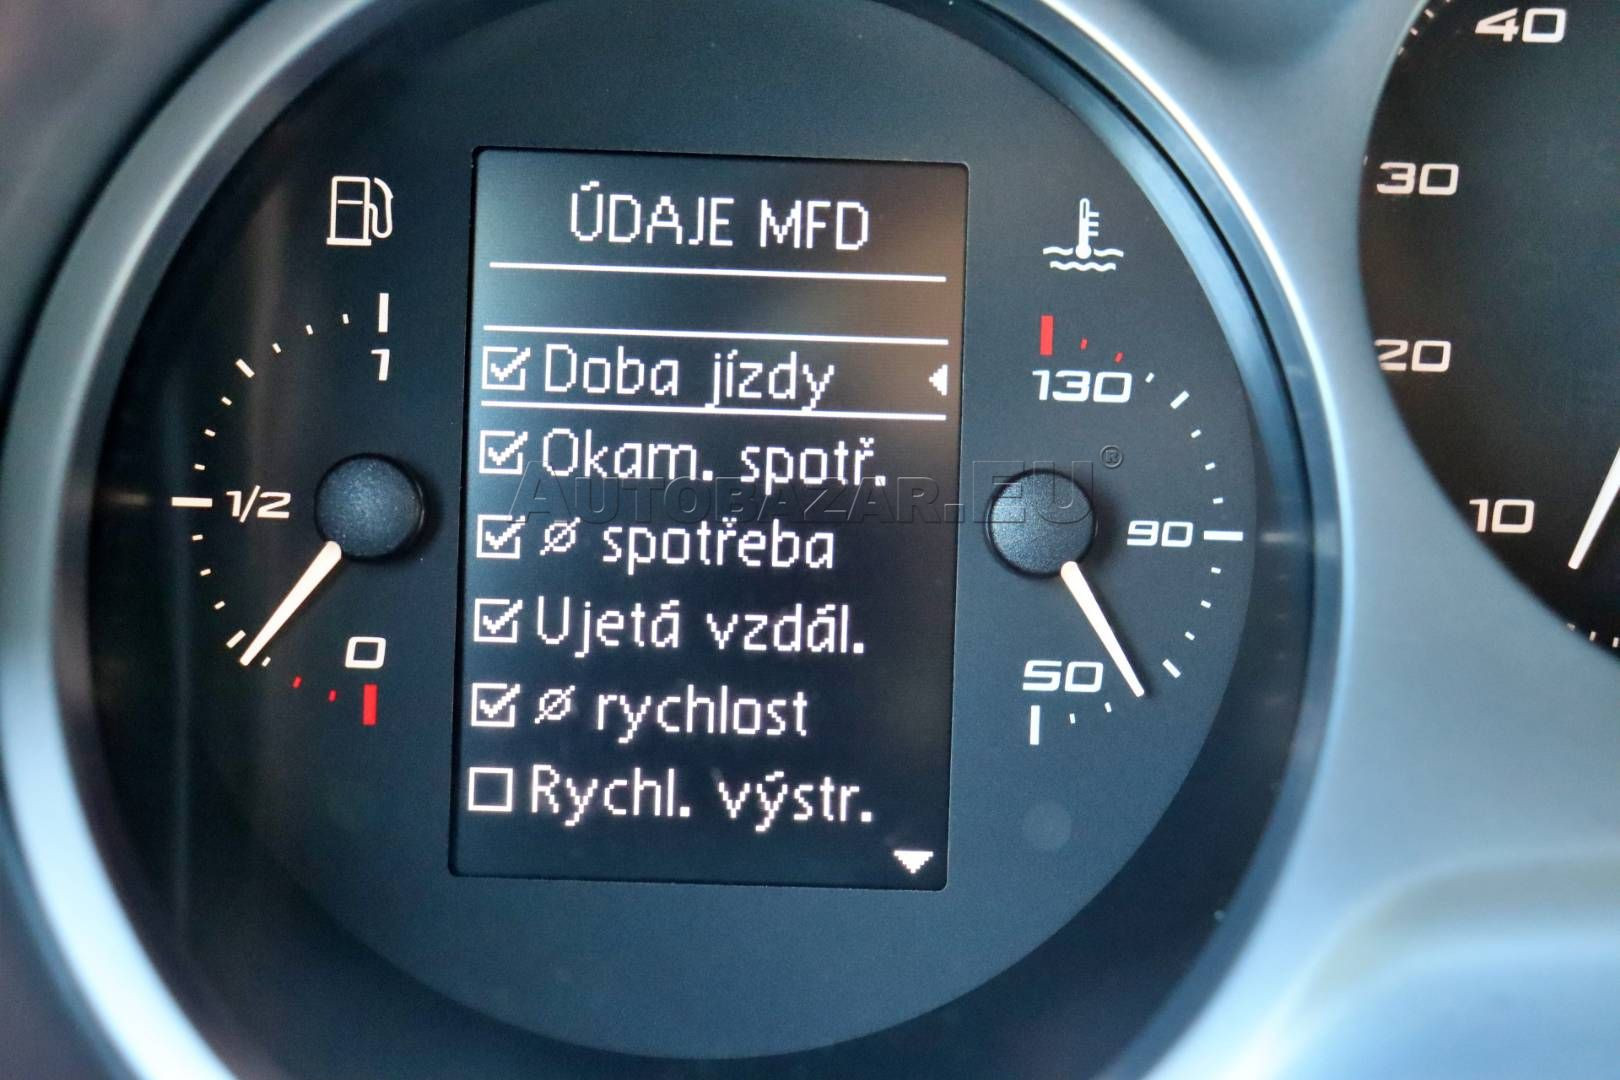 ÚDAJE MFD
Doba jízdy
Okam. spotř.
ø spotřeba
Ujetá vzdál.
ø rychlost
Rychl. výstr.
1
1/2
0
130
90
50
40
30
20
10
AUTOBAZAR.EU®